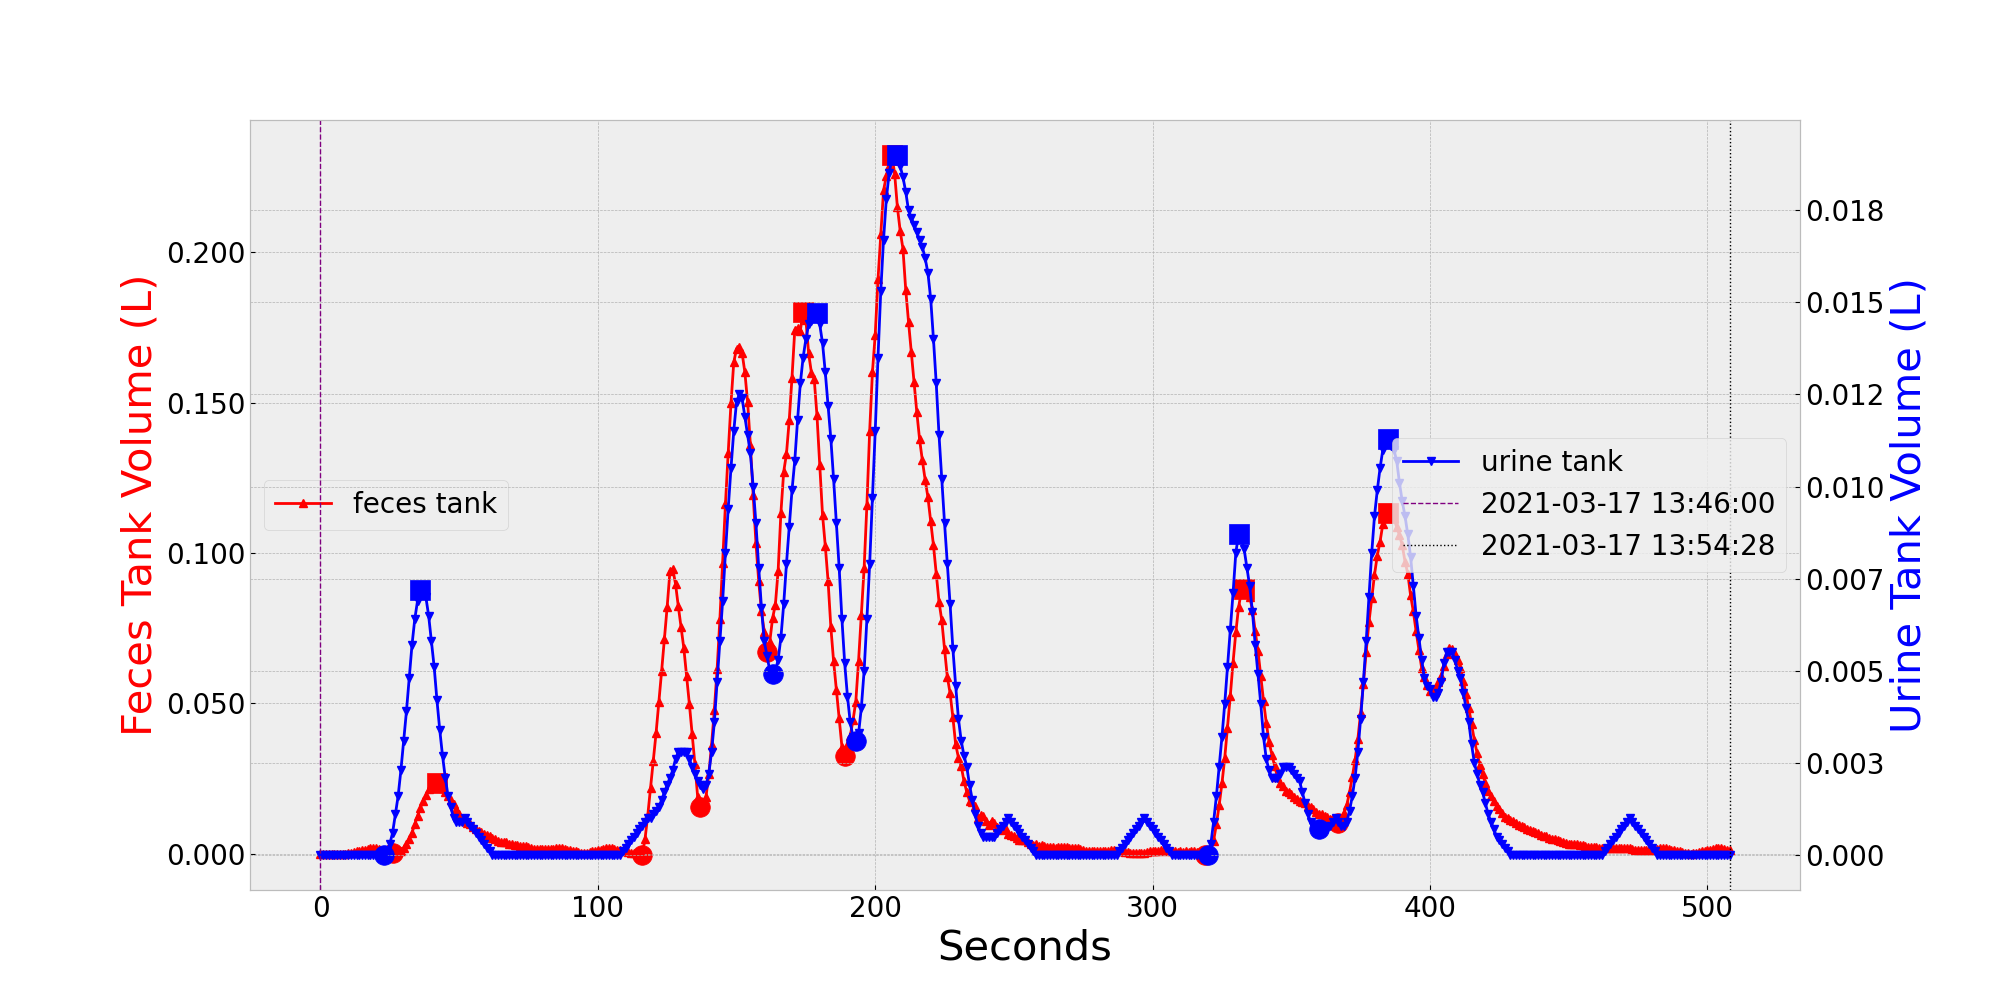 Feces Tank Volume (L)
0.200
0.150
0.100
0.050
0.000
feces tank
0.018
0.015
0.012
0.010
0.007
0.005
0.003
0.000
Urine Tank Volume (L)
urine tank
2021-03-17 13:46:00
2021-03-17 13:54:28
0 100 200 300 400 500
Seconds